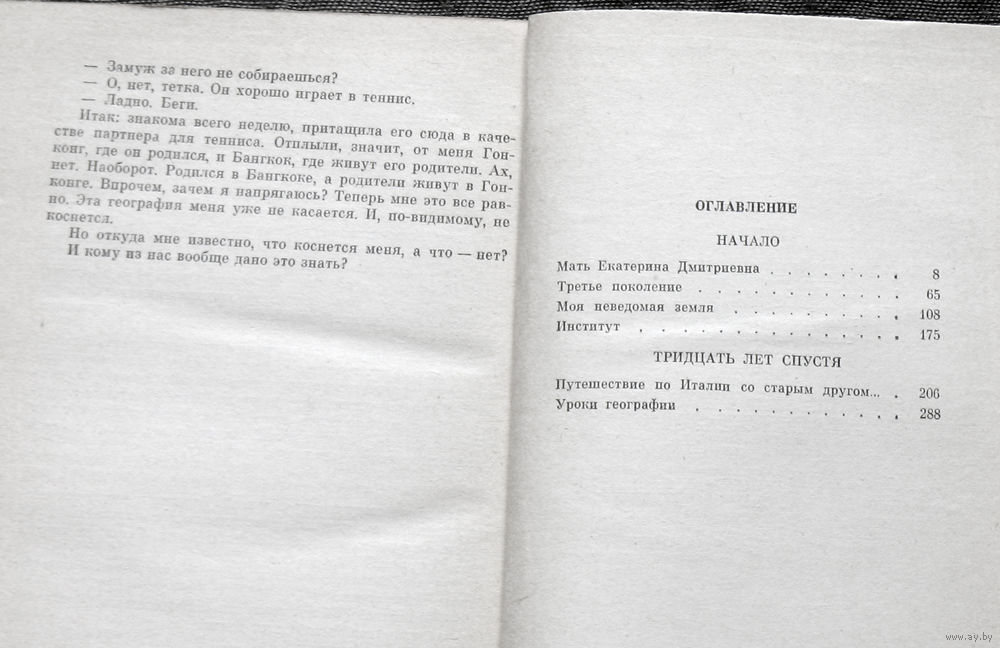 — Замуж за него не собираешься?
— О, нет, тетка. Он хорошо играет в теннис.
— Ладно. Беги.
Итак: знакома всего неделю, притащила его сюда в каче-
стве партнера для тенниса. Отплыли, значит, от меня Гон-
конг, где он родился, и Бангкок, где живут его родители. Ах,
нет. Наоборот. Родился в Бангкоке, а родители живут в Гон-
конге. Впрочем, зачем я напрягаюсь? Теперь мне это все рав-
но. Эта география меня уже не касается. И, по-видимому, не
коснется.
Но откуда мне известно, что коснется меня, а что — нет?
И кому из нас вообще дано это знать?
ОГЛАВЛЕНИЕ
НАЧАЛО
Мать Екатерина Дмитриевна . . . . . . . . 8
Третье поколение . . . . . . . . . . . 65
Моя неведомая земля . . . . . . . . . 108
Институт . . . . . . . . . . . . . 175
ТРИДЦАТЬ ЛЕТ СПУСТЯ
Путешествие по Италии со старым другом... . 206
Уроки географии . . . . . . . . . . . 288
www.ay.by